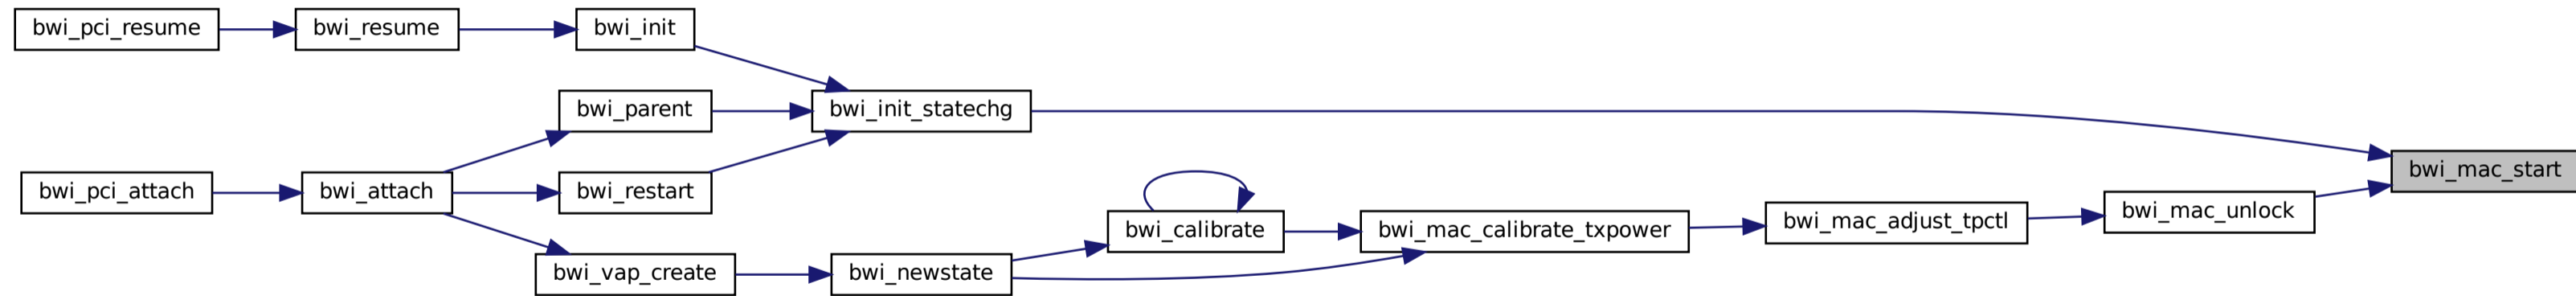 bwi_pci_resume
bwi_resume
bwi_init
bwi_parent
bwi_init_statechg
bwi_mac_start
bwi_pci_attach
bwi_attach
bwi_restart
bwi_calibrate
bwi_mac_calibrate_txpower
bwi_mac_adjust_tpctl
bwi_mac_unlock
bwi_vap_create
bwi_newstate